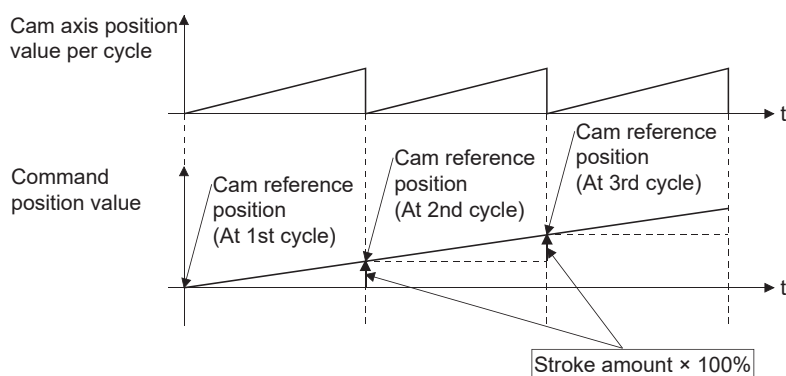 Cam axis position
value per cycle
t
Cam reference
position
(At 3rd cycle)
Cam reference
position
(At 2nd cycle)
Command
position value
Cam reference
position
(At 1st cycle)
t
Stroke amount × 100%